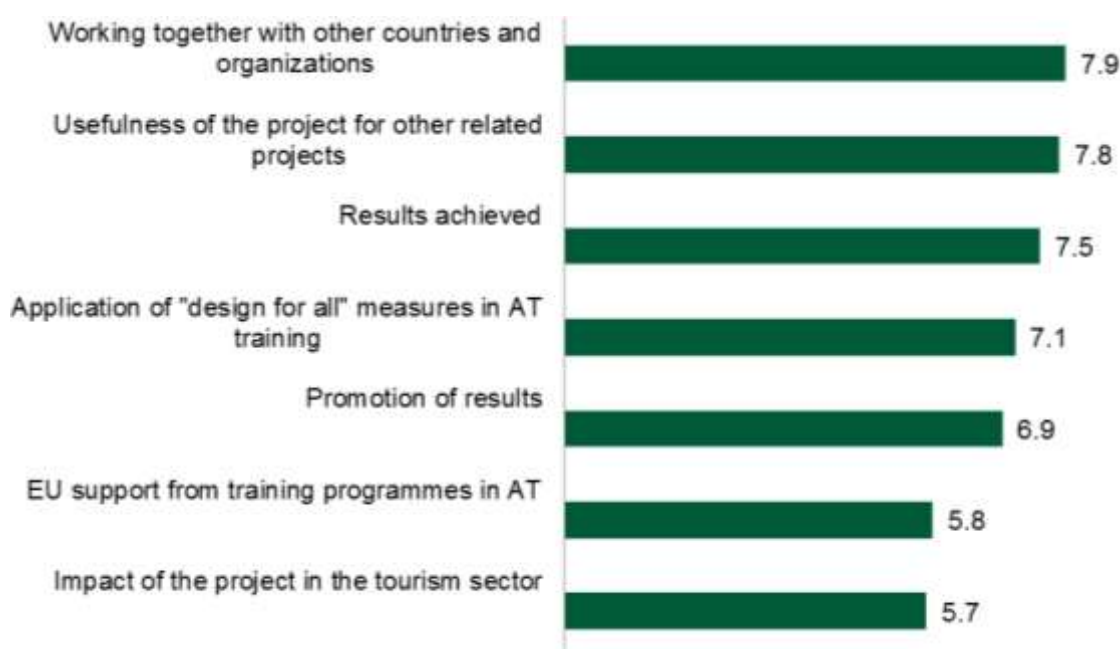 Working together with other countries and
organizations
7.9
Usefulness of the project for other related
projects
7.8
Results achieved
7.5
Application of "design for all" measures in AT
training
7.1
Promotion of results
6.9
EU support from training programmes in AT
5.8
Impact of the project in the tourism sector
5.7